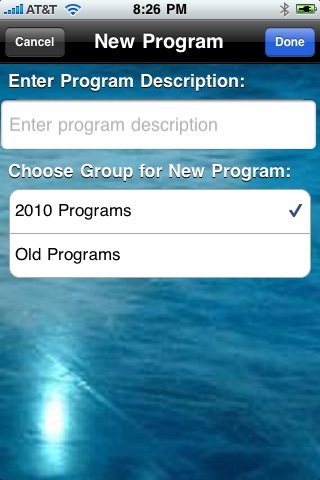 AT&T 8:26 PM
Cancel New Program Done
Enter Program Description:
Enter program description
Choose Group for New Program:
2010 Programs
Old Programs